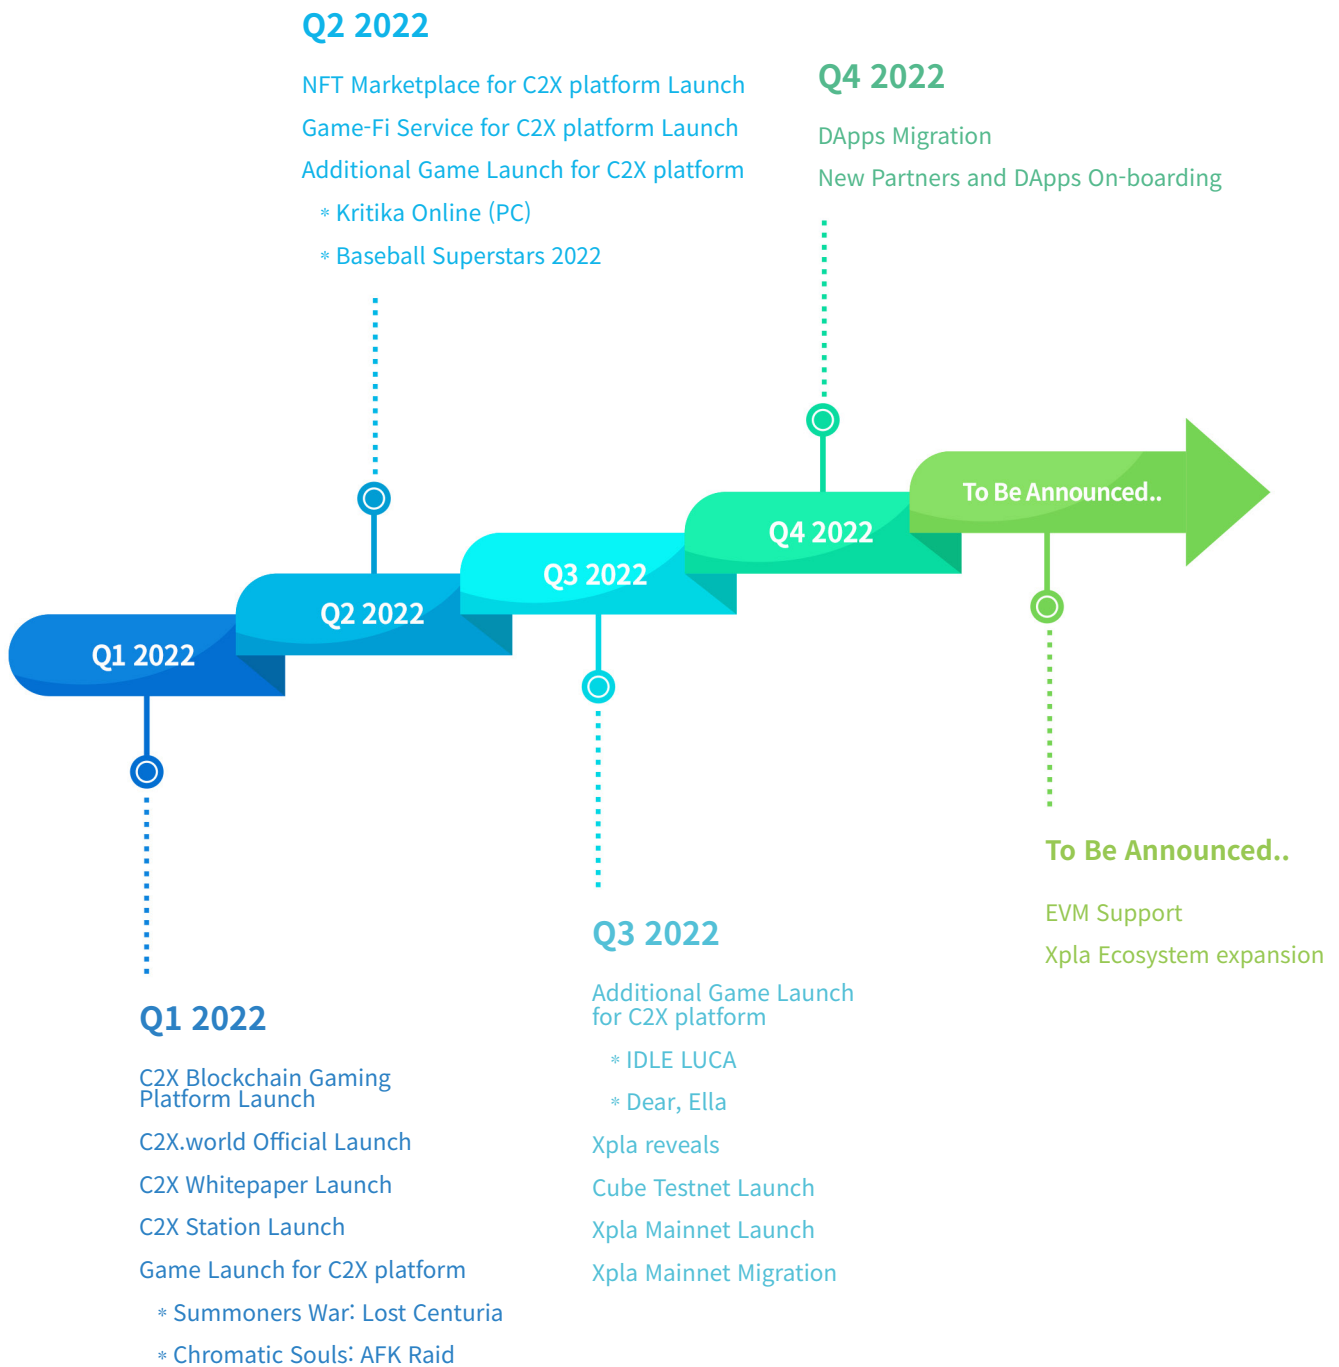 Q2 2022
NFT Marketplace for C2X platform Launch
Game-Fi Service for C2X platform Launch
Additional Game Launch for C2X platform
* Kritika Online (PC)
* Baseball Superstars 2022
Q4 2022
DApps Migration
New Partners and DApps On-boarding
Q1 2022
Q2 2022
Q3 2022
Q4 2022
To Be Announced..
Q1 2022
C2X Blockchain Gaming
Platform Launch
C2X.world Official Launch
C2X Whitepaper Launch
C2X Station Launch
Game Launch for C2X platform
* Summoners War: Lost Centuria
* Chromatic Souls: AFK Raid
Q3 2022
Additional Game Launch
for C2X platform
* IDLE LUCA
* Dear, Ella
Xpla reveals
Cube Testnet Launch
Xpla Mainnet Launch
Xpla Mainnet Migration
To Be Announced..
EVM Support
Xpla Ecosystem expansion